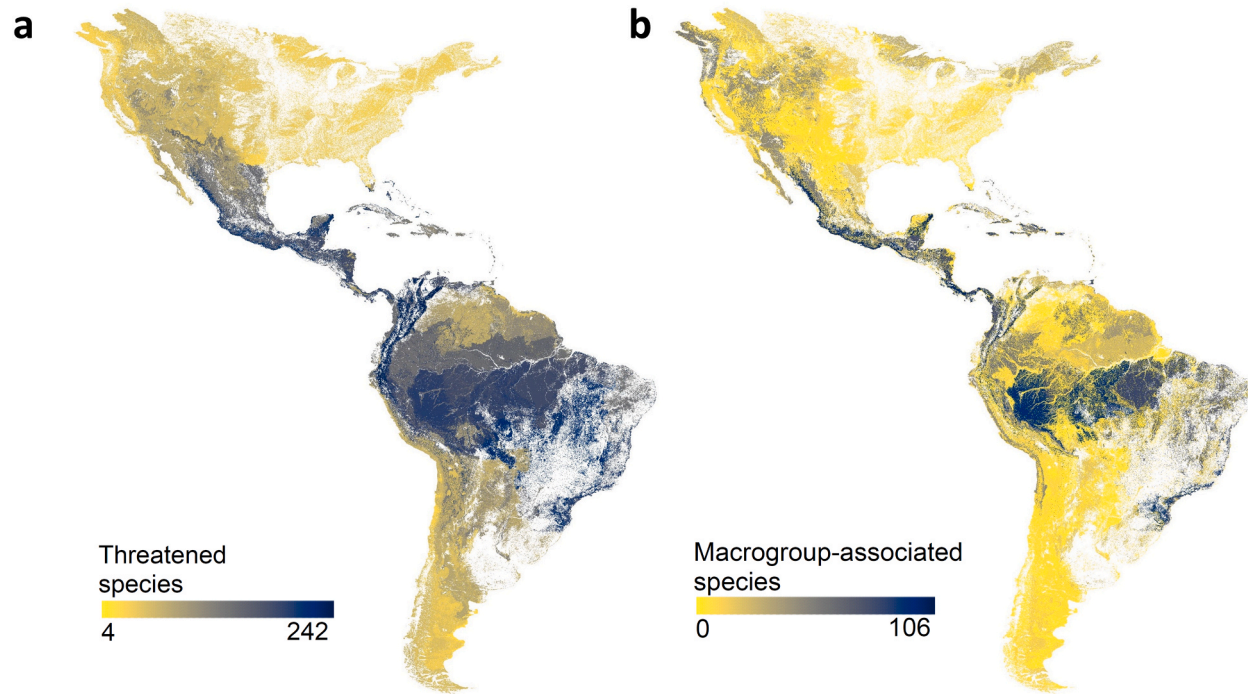 a
b
Threatened
species
4
242
Macrogroup-associated
species
0
106